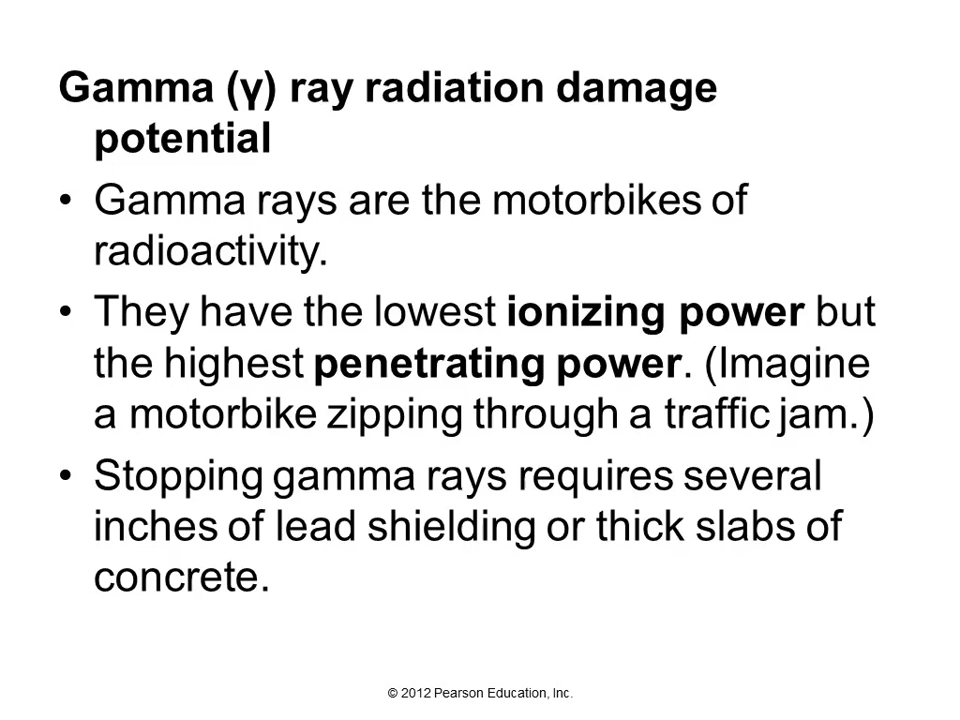 Gamma (γ) ray radiation damage
potential
• Gamma rays are the motorbikes of
radioactivity.
• They have the lowest ionizing power but
the highest penetrating power. (Imagine
a motorbike zipping through a traffic jam.)
• Stopping gamma rays requires several
inches of lead shielding or thick slabs of
concrete.
© 2012 Pearson Education, Inc.